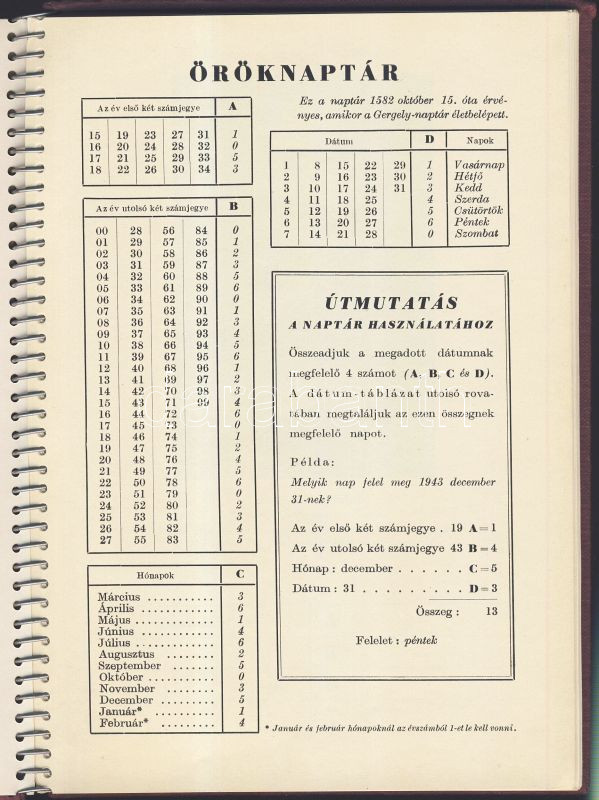 ÖRÖKNAPTÁR
Az év első két számjegye A
15 19 23 27 31 1
16 20 24 28 32 0
17 21 25 29 33 5
18 22 26 30 34 3
Az év utolsó két számjegye B
00 28 56 84 0
01 29 57 85 1
02 30 58 86 2
03 31 59 87 3
04 32 60 88 5
05 33 61 89 6
06 34 62 90 0
07 35 63 91 1
08 36 64 92 3
09 37 65 93 4
10 38 66 94 5
11 39 67 95 6
12 40 68 96 1
13 41 69 97 2
14 42 70 98 3
15 43 71 99 4
16 44 72 6
17 45 73 0
18 46 74 1
19 47 75 2
20 48 76 4
21 49 77 5
22 50 78 6
23 51 79 0
24 52 80 2
25 53 81 3
26 54 82 4
27 55 83 5
Hónapok C
Március ........... 3
Április ........... 6
Május ........... 1
Június ........... 4
Július ........... 6
Augusztus ....... 2
Szeptember ...... 5
Október ......... 0
November ....... 3
December ....... 5
Január* ......... 1
Február* ........ 4
Ez a naptár 1582 október 15. óta érvé-
nyes, amikor a Gergely-naptár életbelépett.
Dátum D Napok
1 8 15 22 29 1 Vasárnap
2 9 16 23 30 2 Hétfő
3 10 17 24 31 3 Kedd
4 11 18 25 4 Szerda
5 12 19 26 5 Csütörtök
6 13 20 27 6 Péntek
7 14 21 28 0 Szombat
ÚTMUTATÁS
A NAPTÁR HASZNÁLATÁHOZ
Összeadjuk a megadott dátumnak
megfelelő 4 számot (A, B, C és D).
A dátum-táblázat utolsó rova-
tában megtaláljuk az ezen összegnek
megfelelő napot.
Példa:
Melyik nap felel meg 1943 december
31-nek?
Az év első két számjegye . 19 A=1
Az év utolsó két számjegye 43 B=4
Hónap: december . . . . . . C=5
Dátum: 31 . . . . . . . . . D=3
Összeg: 13
Felelet: péntek
* Január és február hónapoknál az évszámból 1-et le kell vonni.